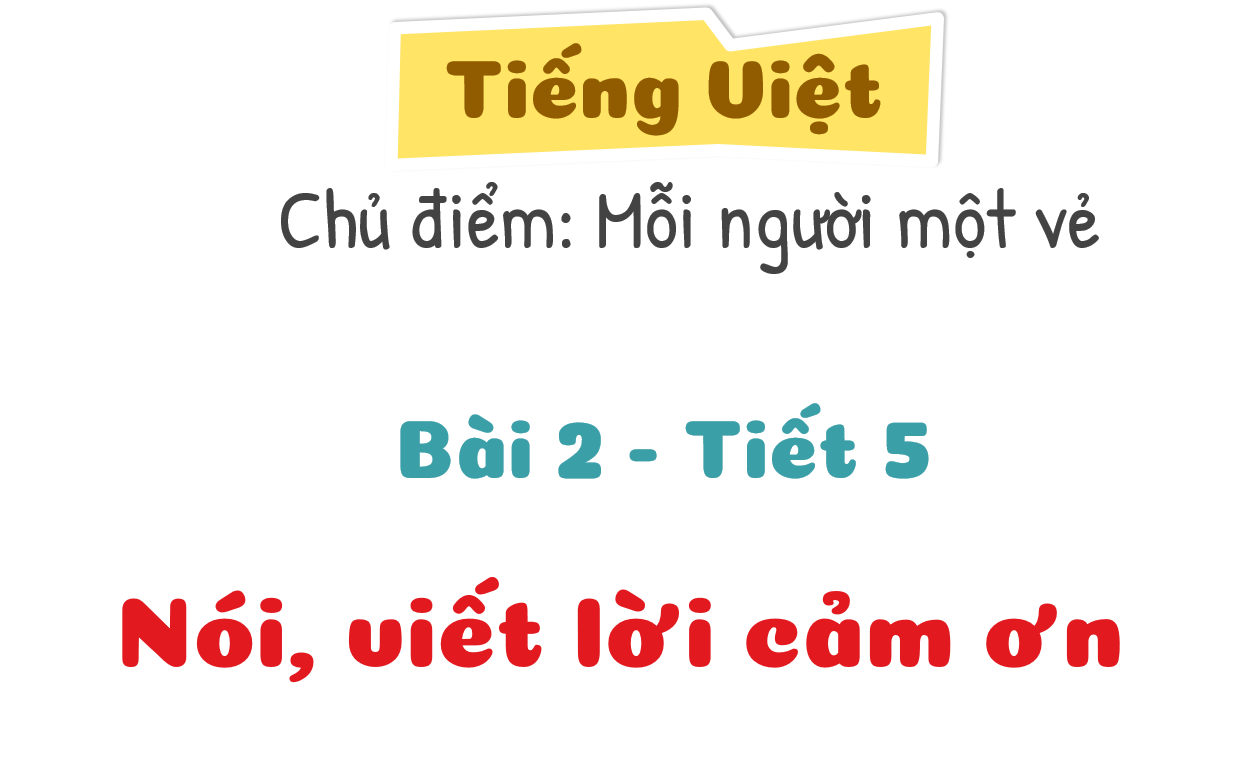 Tiếng Việt
Chủ điểm: Mỗi người một vẻ
Bài 2 - Tiết 5
Nói, viết lời cảm ơn